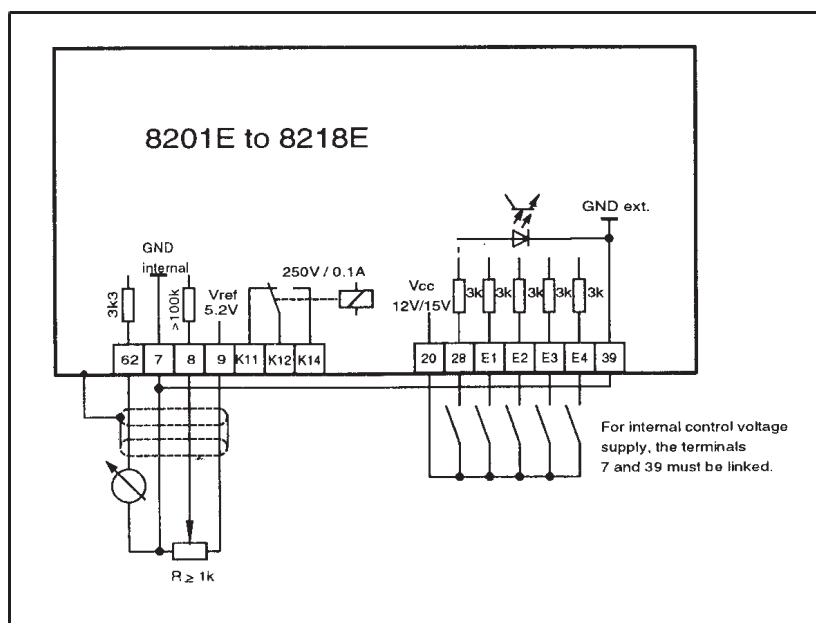 8201E to 8218E
GND ext.
GND
internal
250V / 0.1A
3k3
>100k
Vref
5.2V
Vcc
12V/15V
3k
3k
3k
3k
3k
62
7
8
9
K11
K12
K14
20
28
E1
E2
E3
E4
39
For internal control voltage
supply, the terminals
7 and 39 must be linked.
R ≥ 1k